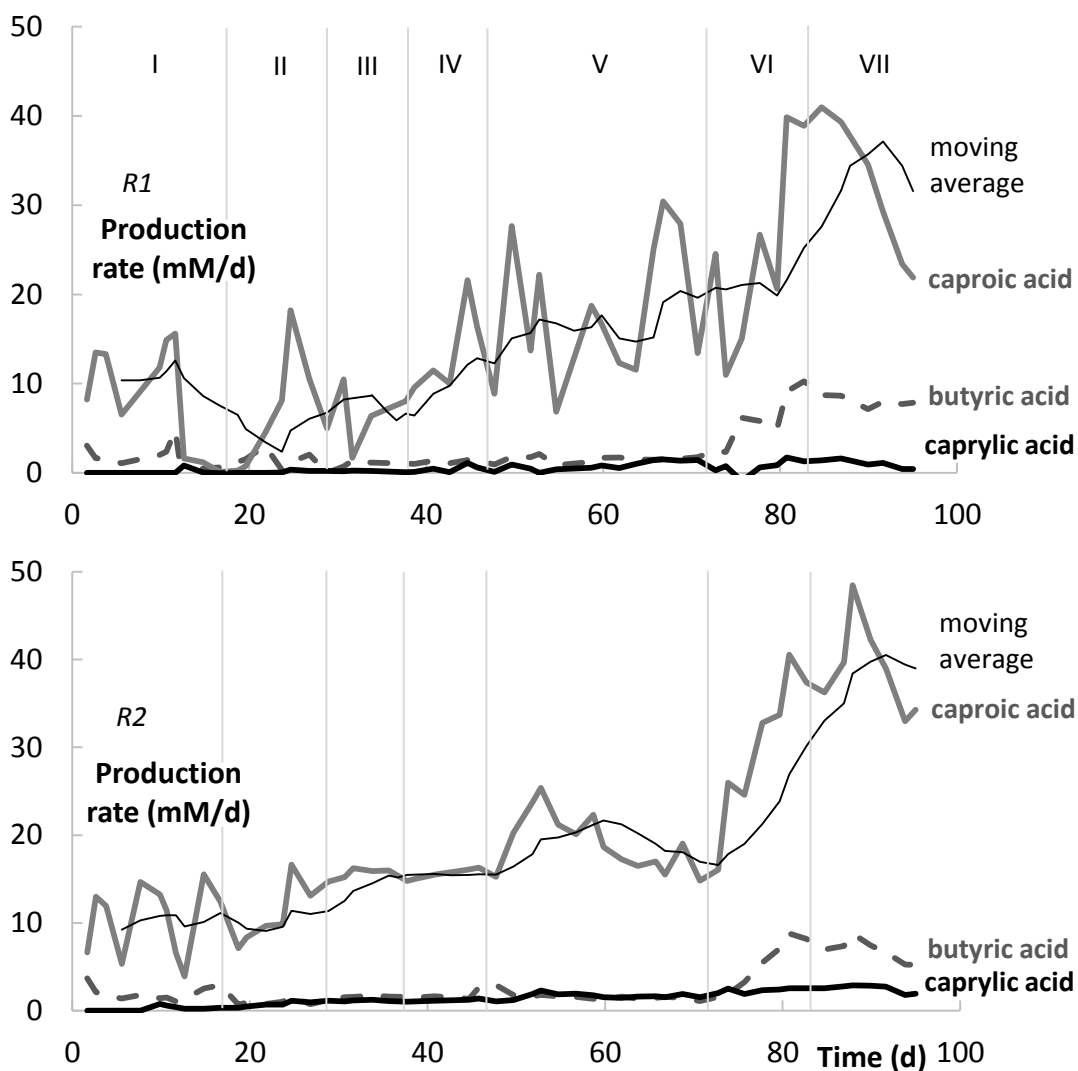 50
I II III IV V VI VII
40
moving
average
R1
30
Production
rate (mM/d)
caproic acid
20
10
butyric acid
caprylic acid
0
0 20 40 60 80 100
50
moving
average
40
caproic acid
R2
30
Production
rate (mM/d)
20
10
butyric acid
caprylic acid
0
0 20 40 60 80 Time (d) 100